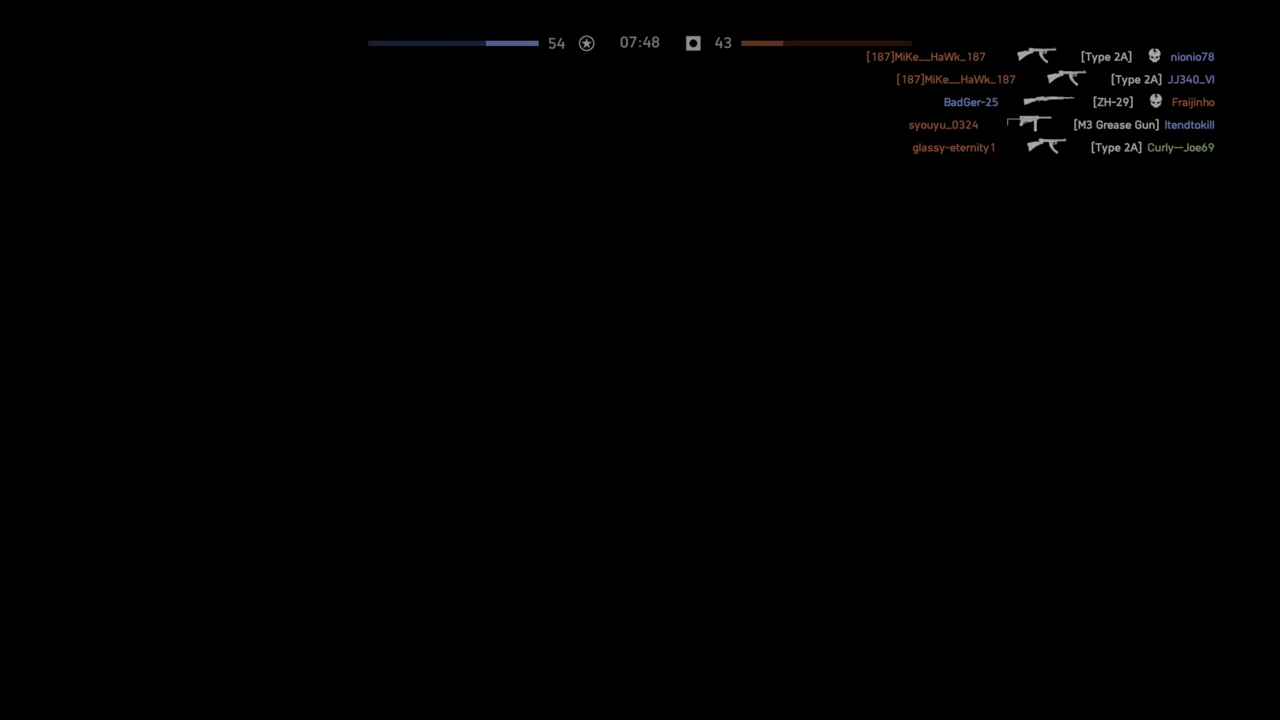 54 07:48 43
[187]MiKe__HaWk_187 [Type 2A] nionio78
[187]MiKe__HaWk_187 [Type 2A] JJ340_VI
BadGer-25 [ZH-29] Fraijinho
syouyu_0324 [M3 Grease Gun] Itendtokill
glassy-eternity1 [Type 2A] Curly--Joe69